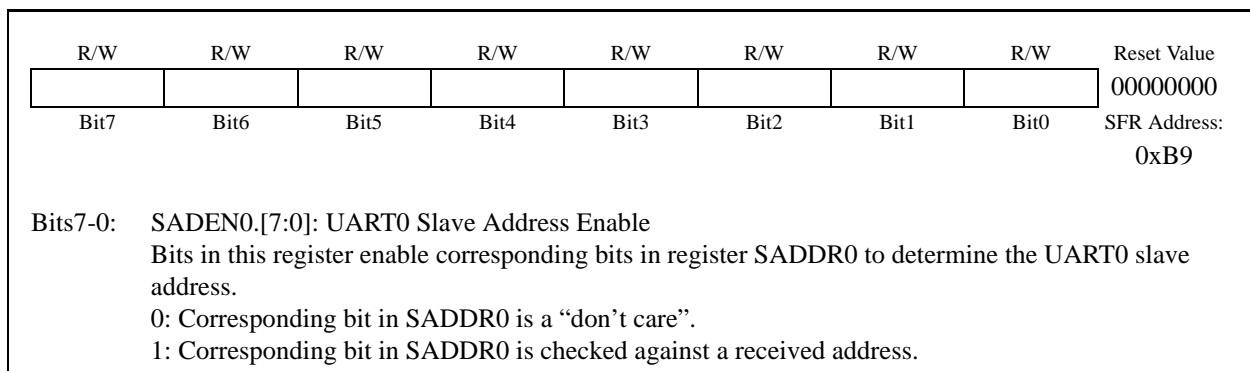 R/W R/W R/W R/W R/W R/W R/W R/W Reset Value
00000000
Bit7 Bit6 Bit5 Bit4 Bit3 Bit2 Bit1 Bit0 SFR Address:
0xB9
Bits7-0: SADEN0.[7:0]: UART0 Slave Address Enable
Bits in this register enable corresponding bits in register SADDR0 to determine the UART0 slave
address.
0: Corresponding bit in SADDR0 is a “don’t care”.
1: Corresponding bit in SADDR0 is checked against a received address.